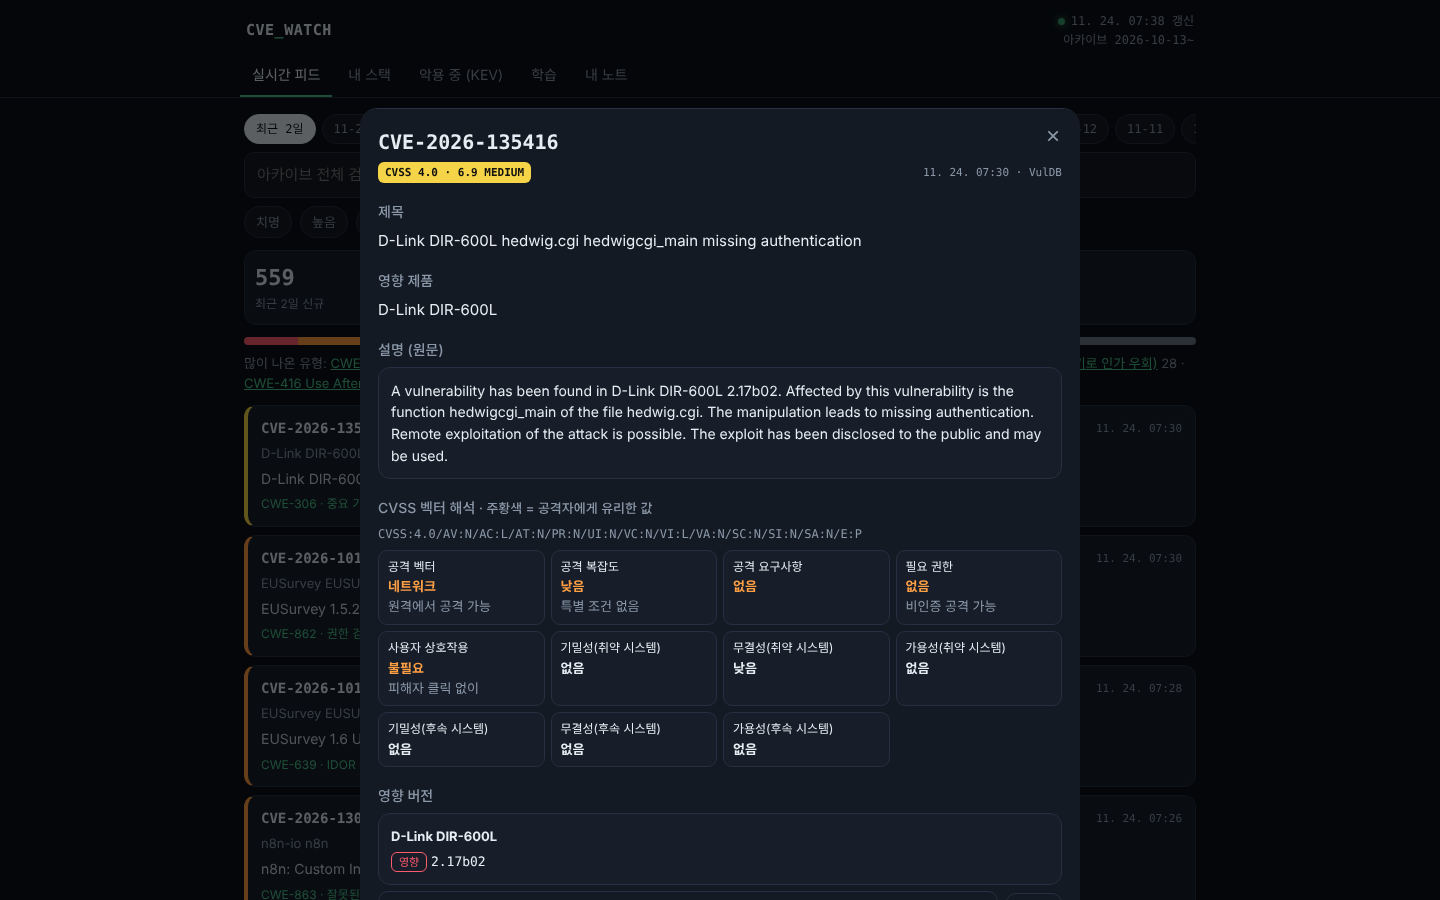 CVE_WATCH
11. 24. 07:38 갱신
아카이브 2026-10-13~
실시간 피드
내 스택
악용 중 (KEV)
학습
내 노트
최근 2일
11-2
12
11-11
아카이브 전체 검
치명
높음
559
최근 2일 신규
많이 나온 유형: CWE
기로 인가 우회) 28 ·
CWE-416 Use After
CVE-2026-135
11. 24. 07:30
D-Link DIR-600L
D-Link DIR-600
CWE-306 · 중요 기
CVE-2026-101
11. 24. 07:30
EUSurvey EUSU
EUSurvey 1.5.2
CWE-862 · 권한 검
CVE-2026-101
11. 24. 07:28
EUSurvey EUSU
EUSurvey 1.6 U
CWE-639 · IDOR
CVE-2026-130
11. 24. 07:26
n8n-io n8n
n8n: Custom In
CWE-863 · 잘못된
CVE-2026-135416
×
CVSS 4.0 · 6.9 MEDIUM
11. 24. 07:30 · VulDB
제목
D-Link DIR-600L hedwig.cgi hedwigcgi_main missing authentication
영향 제품
D-Link DIR-600L
설명 (원문)
A vulnerability has been found in D-Link DIR-600L 2.17b02. Affected by this vulnerability is the
function hedwigcgi_main of the file hedwig.cgi. The manipulation leads to missing authentication.
Remote exploitation of the attack is possible. The exploit has been disclosed to the public and may
be used.
CVSS 벡터 해석 · 주황색 = 공격자에게 유리한 값
CVSS:4.0/AV:N/AC:L/AT:N/PR:N/UI:N/VC:N/VI:L/VA:N/SC:N/SI:N/SA:N/E:P
공격 벡터
네트워크
원격에서 공격 가능
공격 복잡도
낮음
특별 조건 없음
공격 요구사항
없음
필요 권한
없음
비인증 공격 가능
사용자 상호작용
불필요
피해자 클릭 없이
기밀성(취약 시스템)
없음
무결성(취약 시스템)
낮음
가용성(취약 시스템)
없음
기밀성(후속 시스템)
없음
무결성(후속 시스템)
없음
가용성(후속 시스템)
없음
영향 버전
D-Link DIR-600L
영향 2.17b02